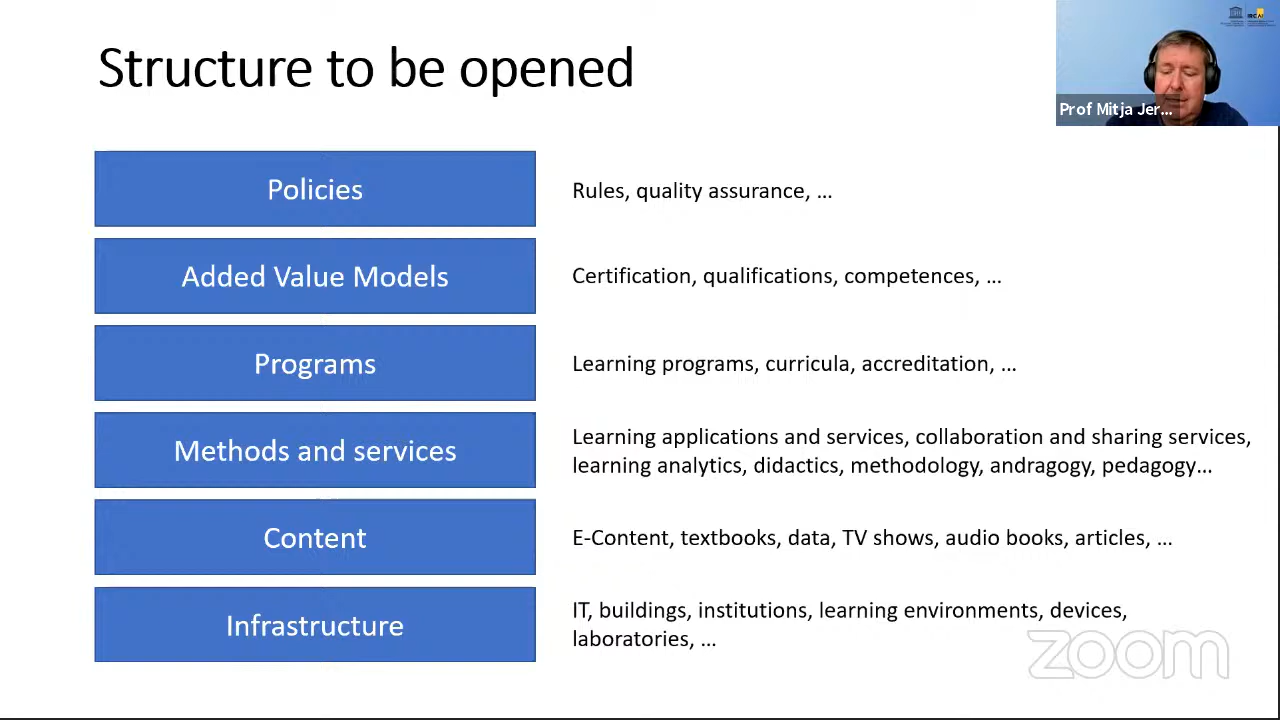 Structure to be opened
Prof Mitja Jer...
Policies
Rules, quality assurance, ...
Added Value Models
Certification, qualifications, competences, ...
Programs
Learning programs, curricula, accreditation, ...
Methods and services
Learning applications and services, collaboration and sharing services,
learning analytics, didactics, methodology, andragogy, pedagogy...
Content
E-Content, textbooks, data, TV shows, audio books, articles, ...
Infrastructure
IT, buildings, institutions, learning environments, devices,
laboratories, ...
zoom